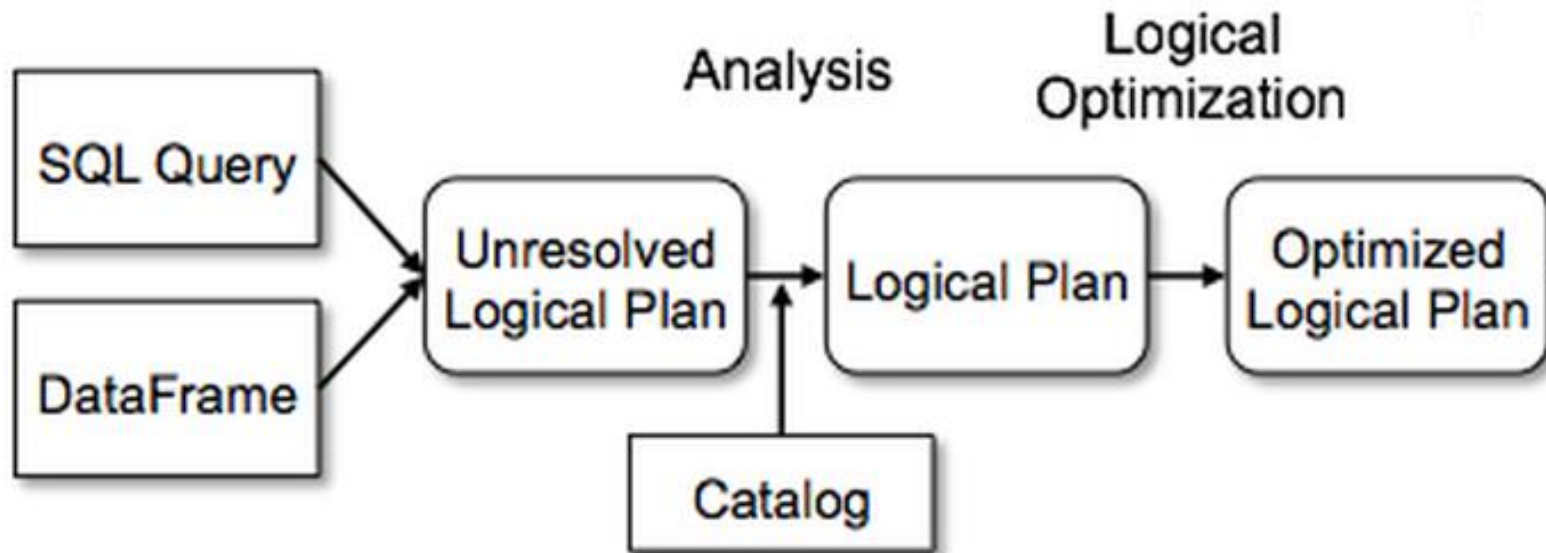 Analysis
Logical
Optimization
SQL Query
DataFrame
Unresolved
Logical Plan
Logical Plan
Optimized
Logical Plan
Catalog